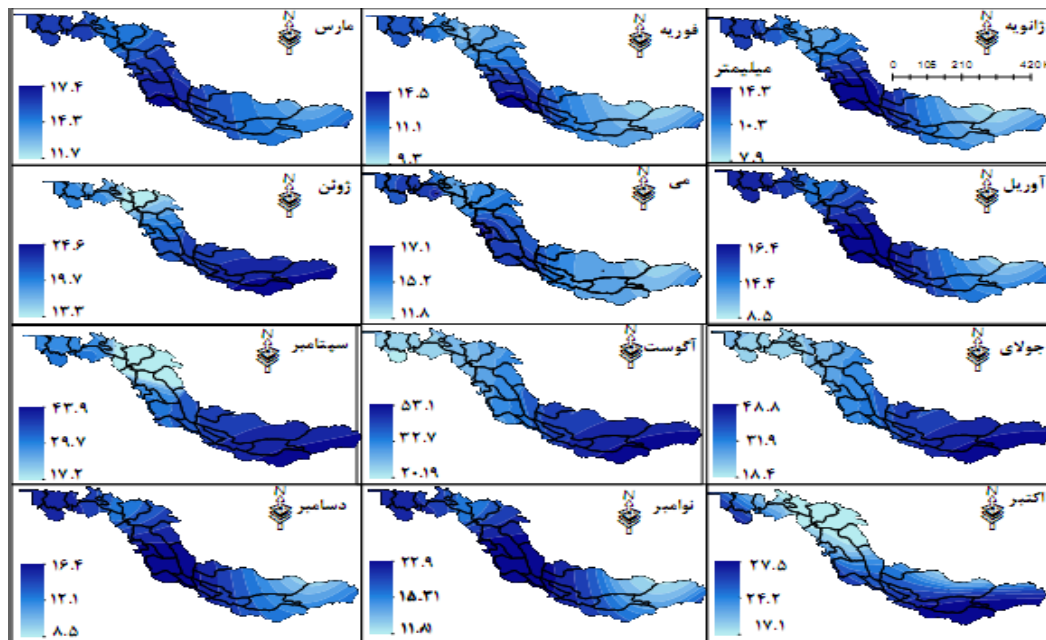 ژانویه
N
0 105 210 420 K
میلیمتر
۱۴.۳
۱۰.۳
۷.۹
فوریه
N
۱۴.۵
۱۱.۱
۹.۳
مارس
N
۱۷.۴
۱۴.۳
۱۱.۷
آوریل
N
۱۶.۴
۱۴.۴
۸.۵
می
N
۱۷.۱
۱۵.۲
۱۱.۸
ژوئن
N
۲۴.۶
۱۹.۷
۱۳.۳
جولای
N
۴۸.۸
۳۱.۹
۱۸.۴
آگوست
N
۵۳.۱
۳۲.۷
۲۰.۱۹
سپتامبر
N
۴۳.۹
۲۹.۷
۱۷.۲
اکتبر
N
۲۷.۵
۲۴.۲
۱۷.۱
نوامبر
N
۲۲.۹
۱۵.۳۱
۱۱.۸۱
دسامبر
N
۱۶.۴
۱۲.۱
۸.۵